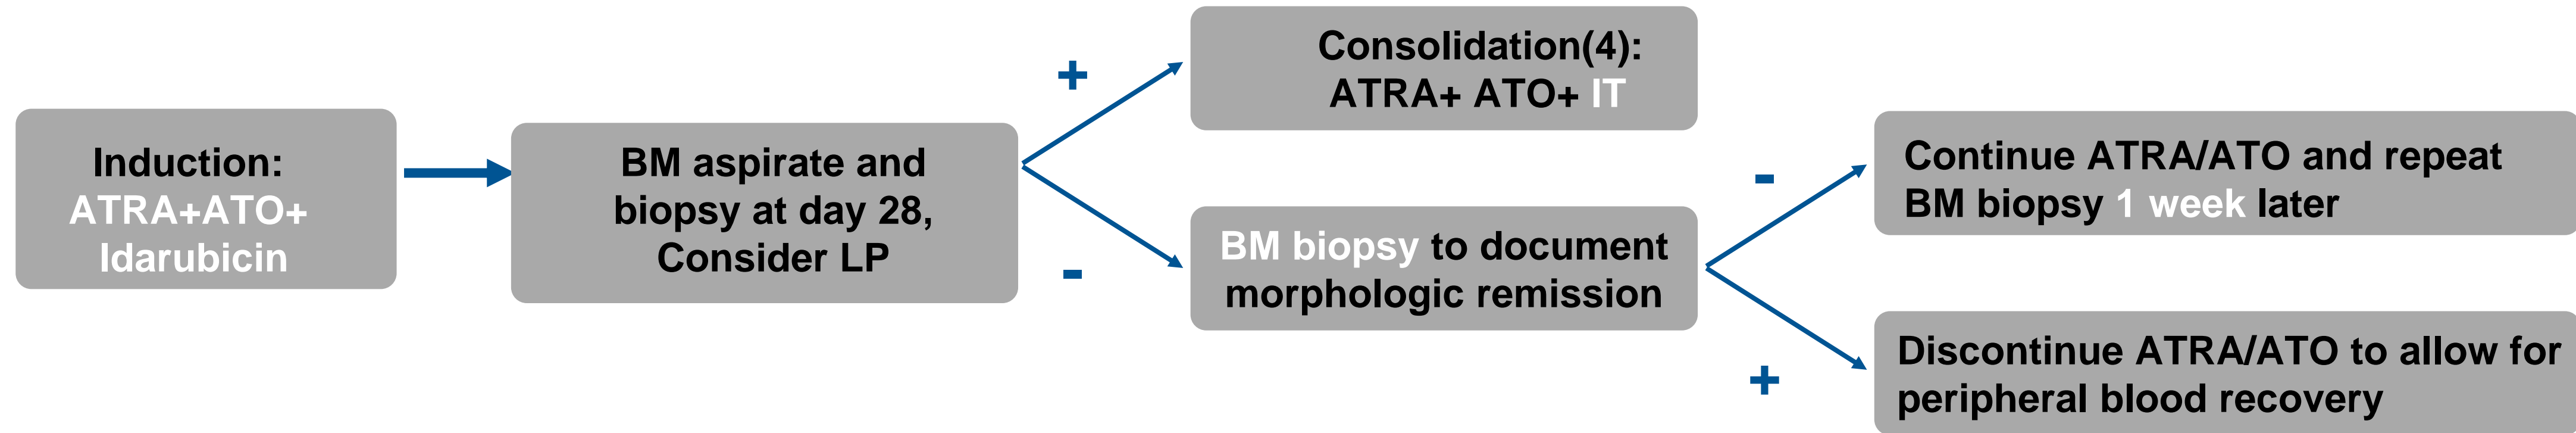 Induction:
ATRA+ATO+
Idarubicin
BM aspirate and
biopsy at day 28,
Consider LP
+
-
Consolidation(4):
ATRA+ ATO+ IT
BM biopsy to document
morphologic remission
-
+
Continue ATRA/ATO and repeat
BM biopsy 1 week later
Discontinue ATRA/ATO to allow for
peripheral blood recovery